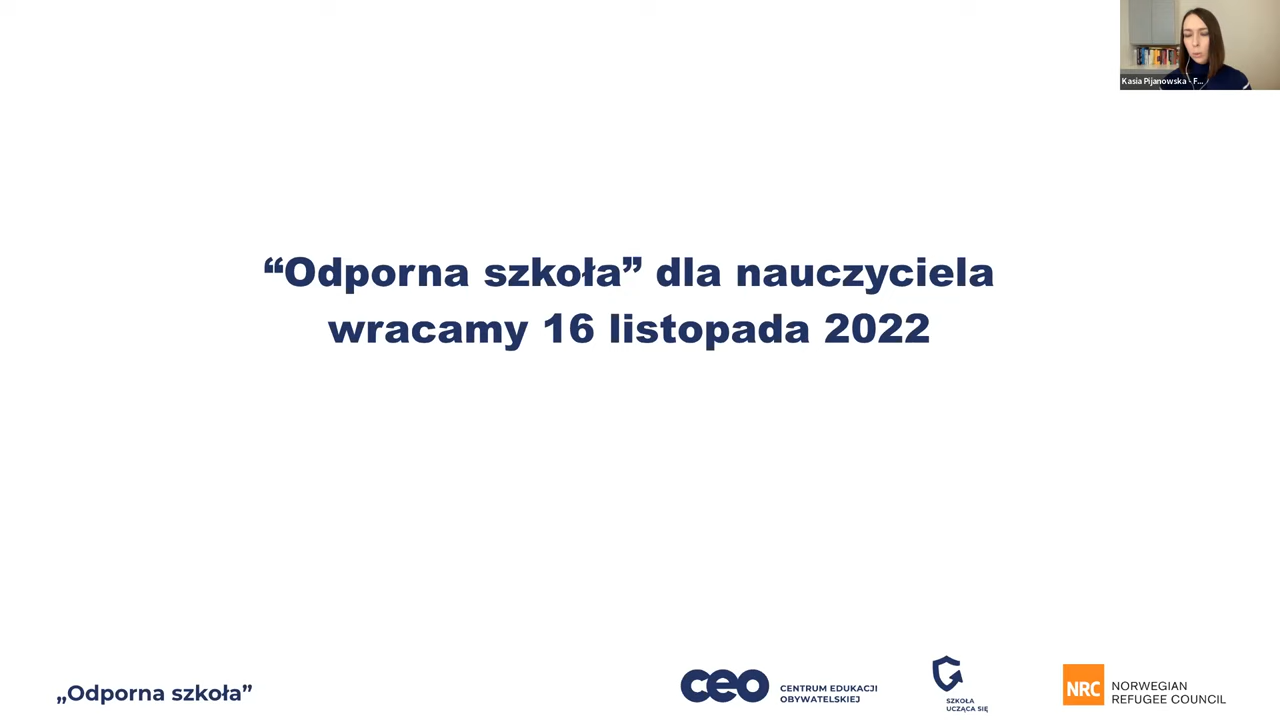 Kasia Pijanowska - F...
“Odporna szkoła” dla nauczyciela
wracamy 16 listopada 2022
„Odporna szkoła”
ceo
CENTRUM EDUKACJI
OBYWATELSKIEJ
SZKOŁA
UCZĄCA SIĘ
NRC
NORWEGIAN
REFUGEE COUNCIL